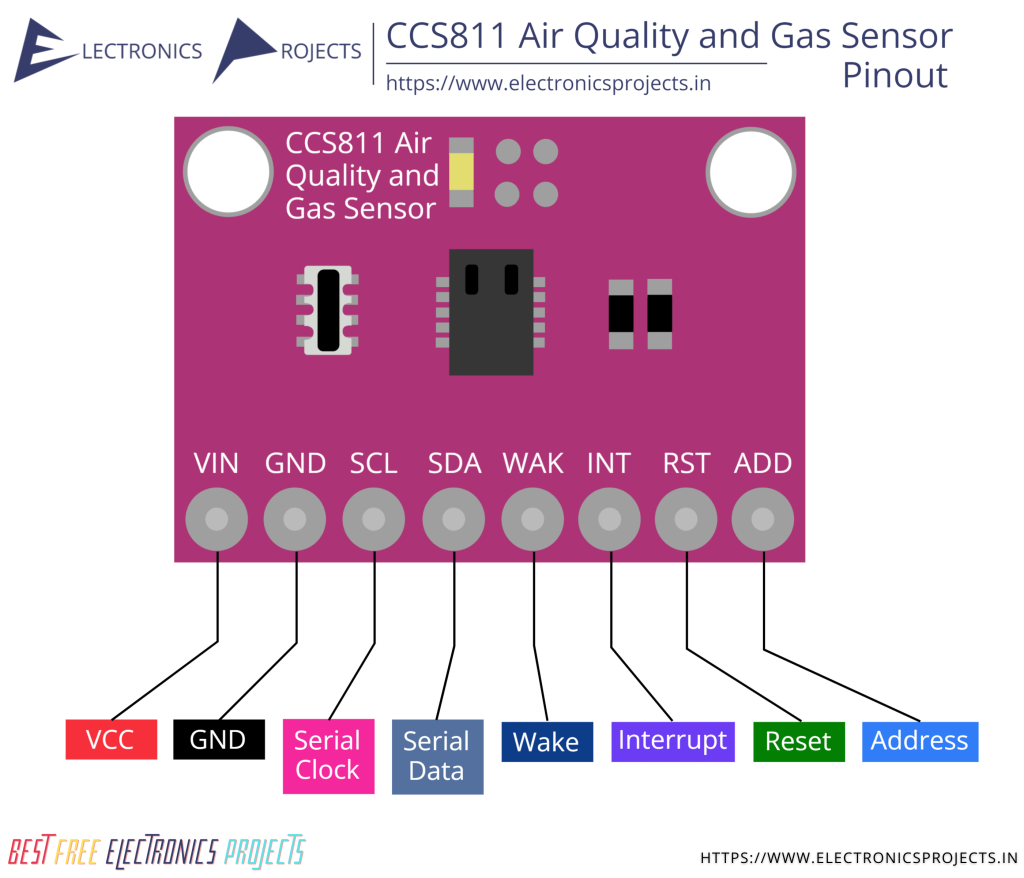 ELECTRONICS PROJECTS
CCS811 Air Quality and Gas Sensor
Pinout
https://www.electronicsprojects.in
CCS811 Air
Quality and
Gas Sensor
VIN GND SCL SDA WAK INT RST ADD
VCC GND Serial Clock Serial Data Wake Interrupt Reset Address
BEST FREE ELECTRONICS PROJECTS
HTTPS://WWW.ELECTRONICSPROJECTS.IN